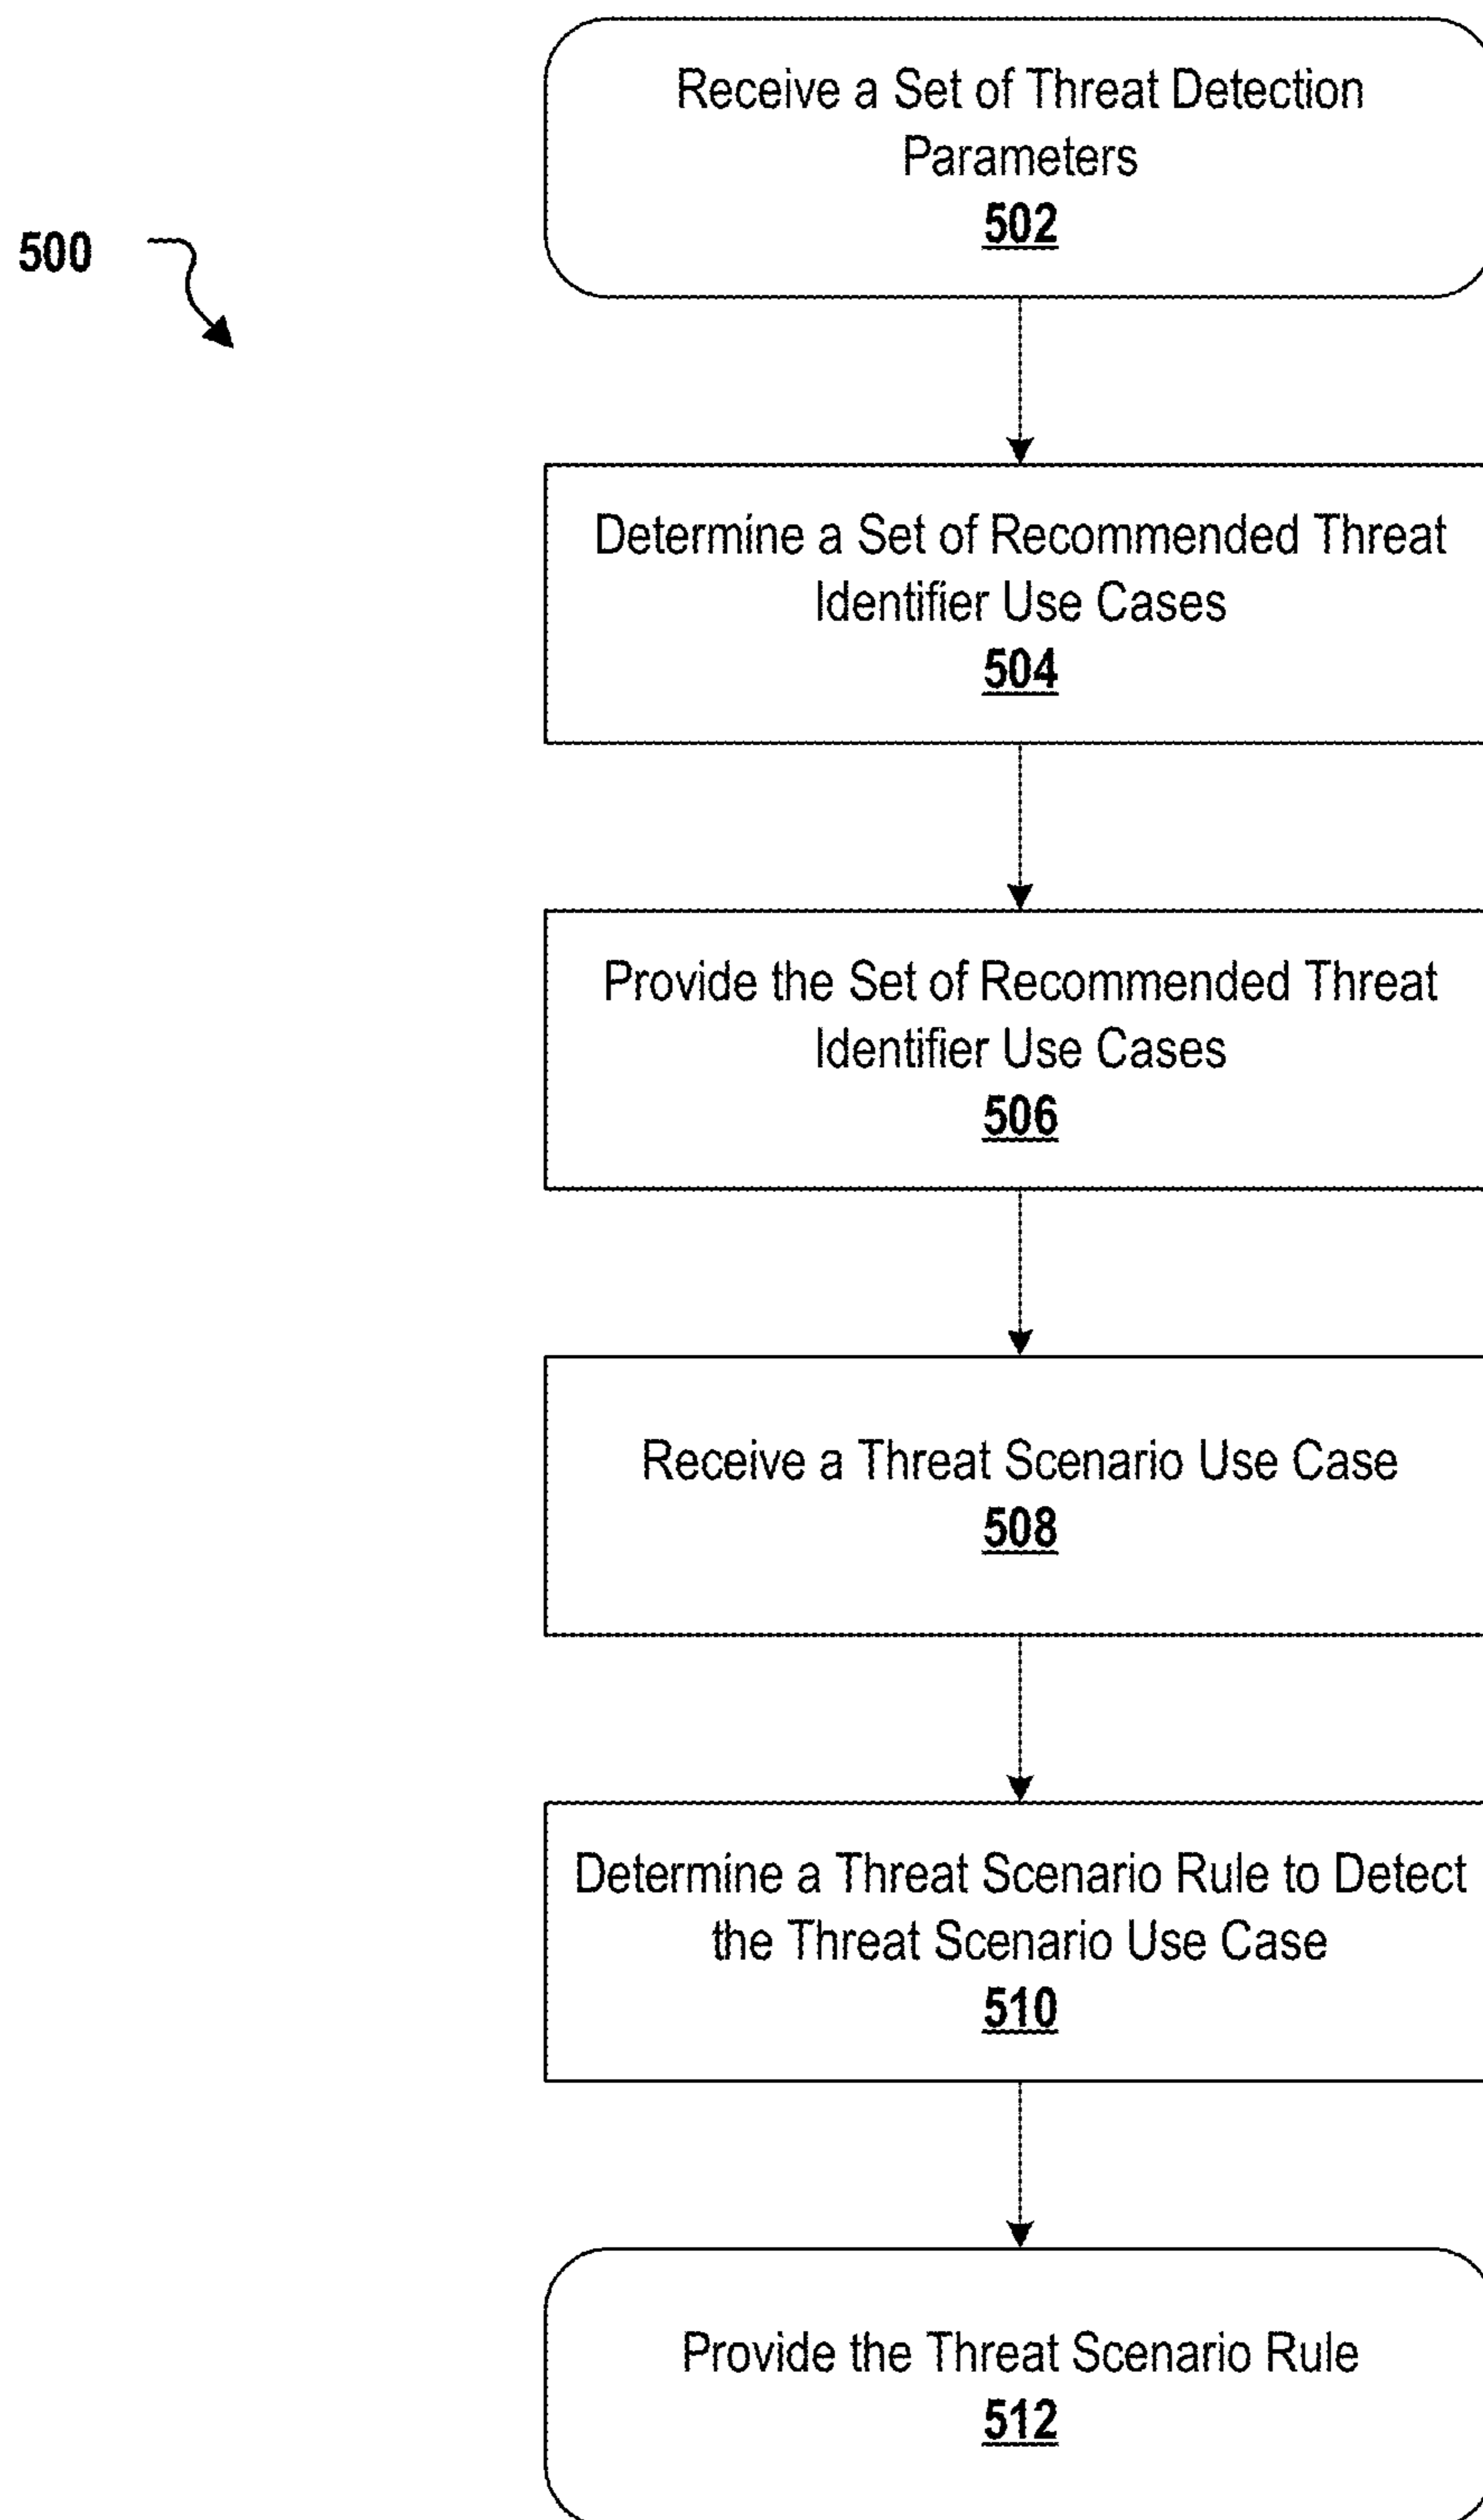 Receive a Set of Threat Detection
Parameters
502
500
Determine a Set of Recommended Threat
Identifier Use Cases
504
Provide the Set of Recommended Threat
Identifier Use Cases
506
Receive a Threat Scenario Use Case
508
Determine a Threat Scenario Rule to Detect
the Threat Scenario Use Case
510
Provide the Threat Scenario Rule
512